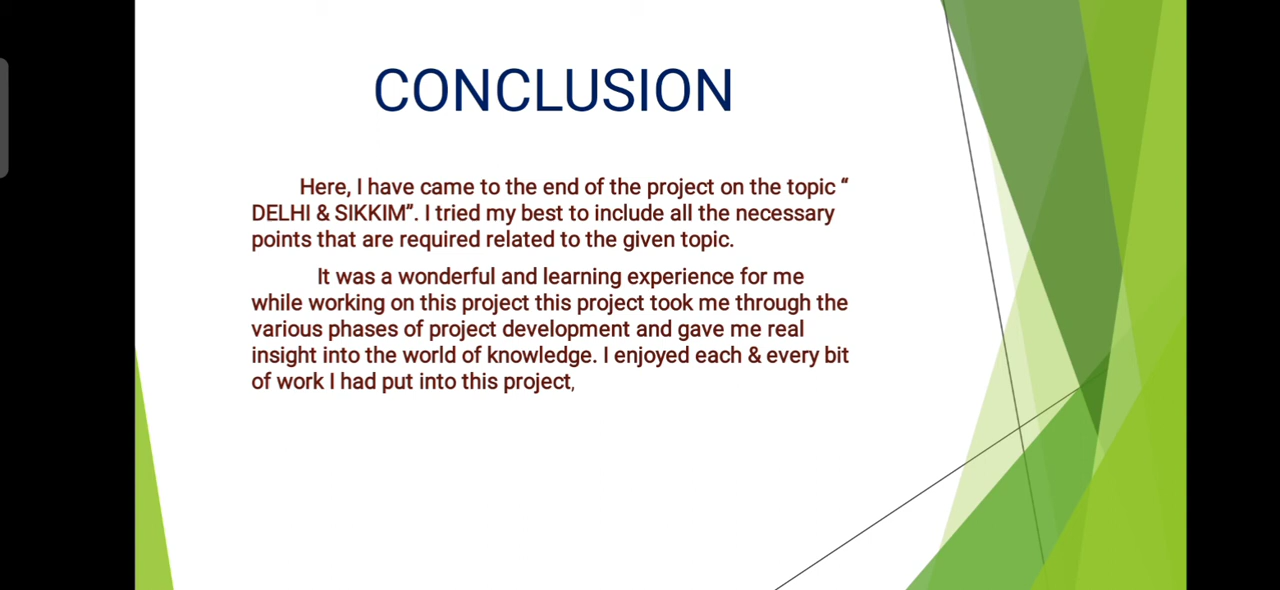 CONCLUSION
Here, I have came to the end of the project on the topic “
DELHI & SIKKIM”. I tried my best to include all the necessary
points that are required related to the given topic.
It was a wonderful and learning experience for me
while working on this project this project took me through the
various phases of project development and gave me real
insight into the world of knowledge. I enjoyed each & every bit
of work I had put into this project,